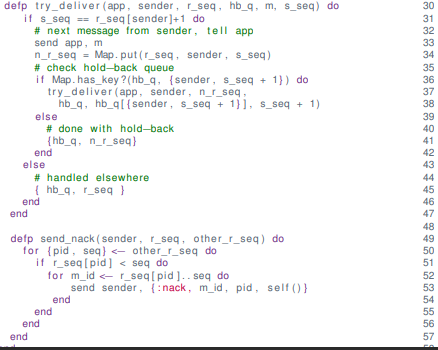 defp try_deliver(app, sender, r_seq, hb_q, m, s_seq) do 30
if s_seq == r_seq[sender]+1 do 31
# next message from sender, tell app 32
send app, m 33
n_r_seq = Map.put(r_seq, sender, s_seq) 34
# check hold—back queue 35
if Map.has_key?(hb_q, {sender, s_seq + 1}) do 36
try_deliver(app, sender, n_r_seq, 37
hb_q, hb_q[{sender, s_seq + 1}], s_seq + 1) 38
else 39
# done with hold—back 40
{hb_q, n_r_seq} 41
end 42
else 43
# handled elsewhere 44
{ hb_q, r_seq } 45
end 46
end 47
48
defp send_nack(sender, r_seq, other_r_seq) do 49
for {pid, seq} <— other_r_seq do 50
if r_seq[pid] < seq do 51
for m_id <— r_seq[pid]..seq do 52
send sender, {:nack, m_id, pid, self()} 53
end 54
end 55
end 56
end 57